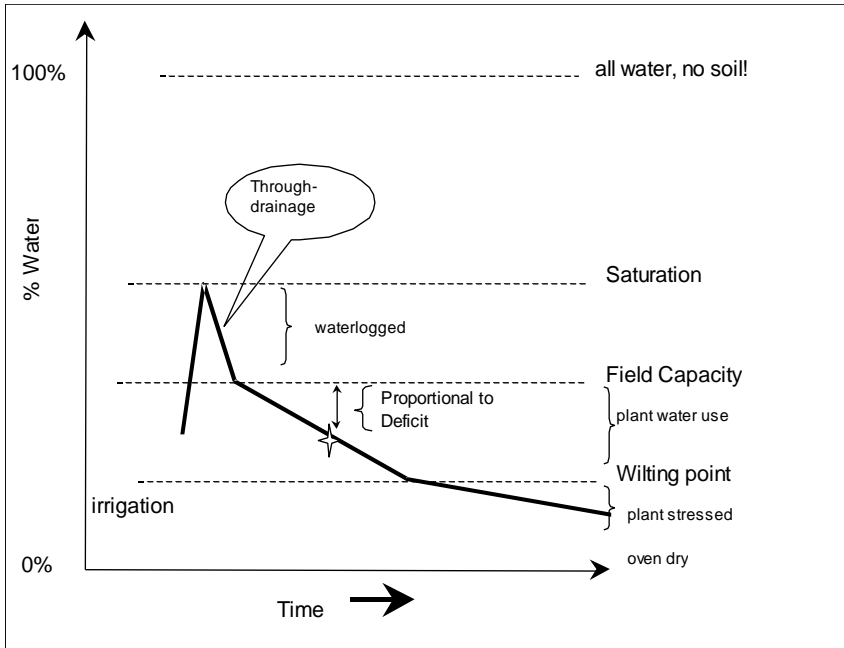 100%
all water, no soil!
Through-
drainage
% Water
Saturation
waterlogged
Field Capacity
Proportional to
Deficit
plant water use
Wilting point
irrigation
plant stressed
0%
oven dry
Time